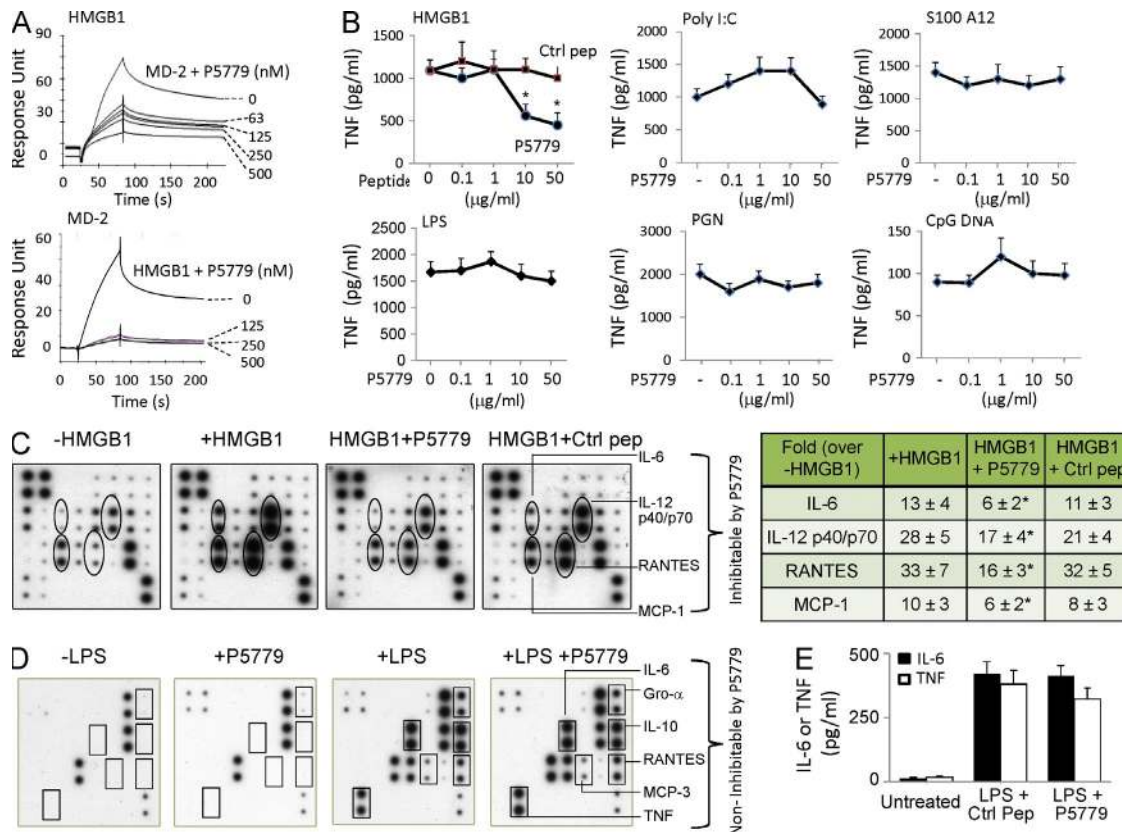 A
HMGB1
Response Unit
90
60
30
0
MD-2 + P5779 (nM)
0
63
125
250
500
0 50 100 150 200
Time (s)
MD-2
Response Unit
60
40
20
0
HMGB1 + P5779 (nM)
0
125
250
500
0 50 100 150 200
Time (s)
B
HMGB1
TNF (pg/ml)
1500
1000
500
0
Ctrl pep
* *
P5779
Peptide 0 0.1 1 10 50
(µg/ml)
Poly I:C
TNF (pg/ml)
2000
1500
1000
500
0
P5779 - 0.1 1 10 50
(µg/ml)
S100 A12
TNF (pg/ml)
2000
1500
1000
500
0
P5779 - 0.1 1 10 50
(µg/ml)
LPS
TNF (pg/ml)
2500
2000
1500
1000
500
0
P5779 0 0.1 1 10 50
(µg/ml)
PGN
TNF (pg/ml)
3000
2000
1000
0
P5779 - 0.1 1 10 50
(µg/ml)
CpG DNA
TNF (pg/ml)
150
100
50
0
P5779 - 0.1 1 10 50
(µg/ml)
C
-HMGB1 +HMGB1 HMGB1+P5779 HMGB1+Ctrl pep
IL-6
IL-12
p40/p70
RANTES
MCP-1
Inhibitable by P5779
Fold (over -HMGB1) +HMGB1 HMGB1 + P5779 HMGB1 + Ctrl pep
IL-6 13 ± 4 6 ± 2* 11 ± 3
IL-12 p40/p70 28 ± 5 17 ± 4* 21 ± 4
RANTES 33 ± 7 16 ± 3* 32 ± 5
MCP-1 10 ± 3 6 ± 2* 8 ± 3
D
-LPS +P5779 +LPS +LPS +P5779
IL-6
Gro-α
IL-10
RANTES
MCP-3
TNF
Non- Inhibitable by P5779
E
IL-6 or TNF
(pg/ml)
500
250
0
IL-6
TNF
Untreated LPS + Ctrl Pep LPS + P5779